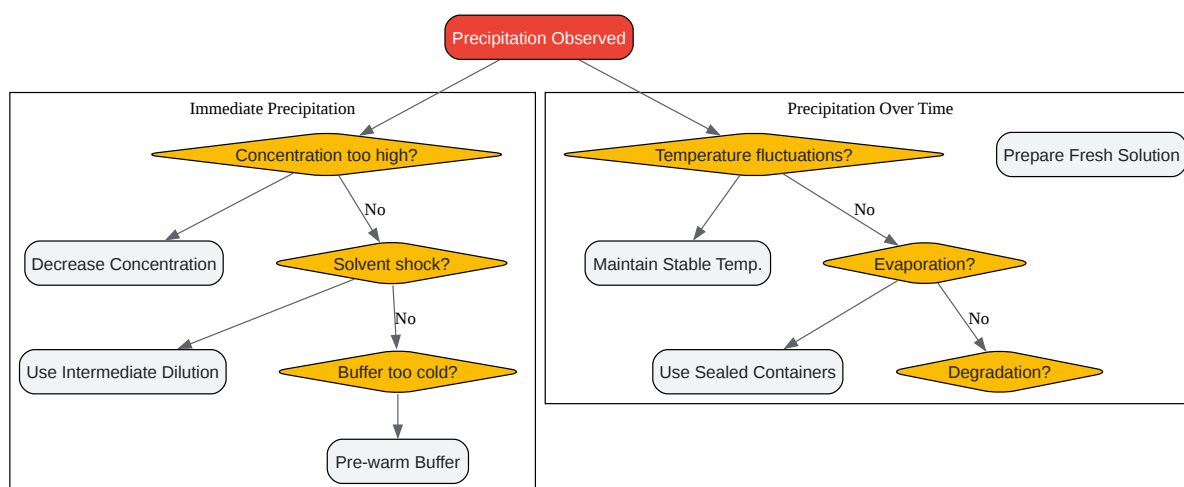 Precipitation Observed
Immediate Precipitation
Concentration too high?
No
Decrease Concentration
Solvent shock?
No
Use Intermediate Dilution
Buffer too cold?
Pre-warm Buffer
Precipitation Over Time
Temperature fluctuations?
Prepare Fresh Solution
No
Maintain Stable Temp.
Evaporation?
No
Use Sealed Containers
Degradation?